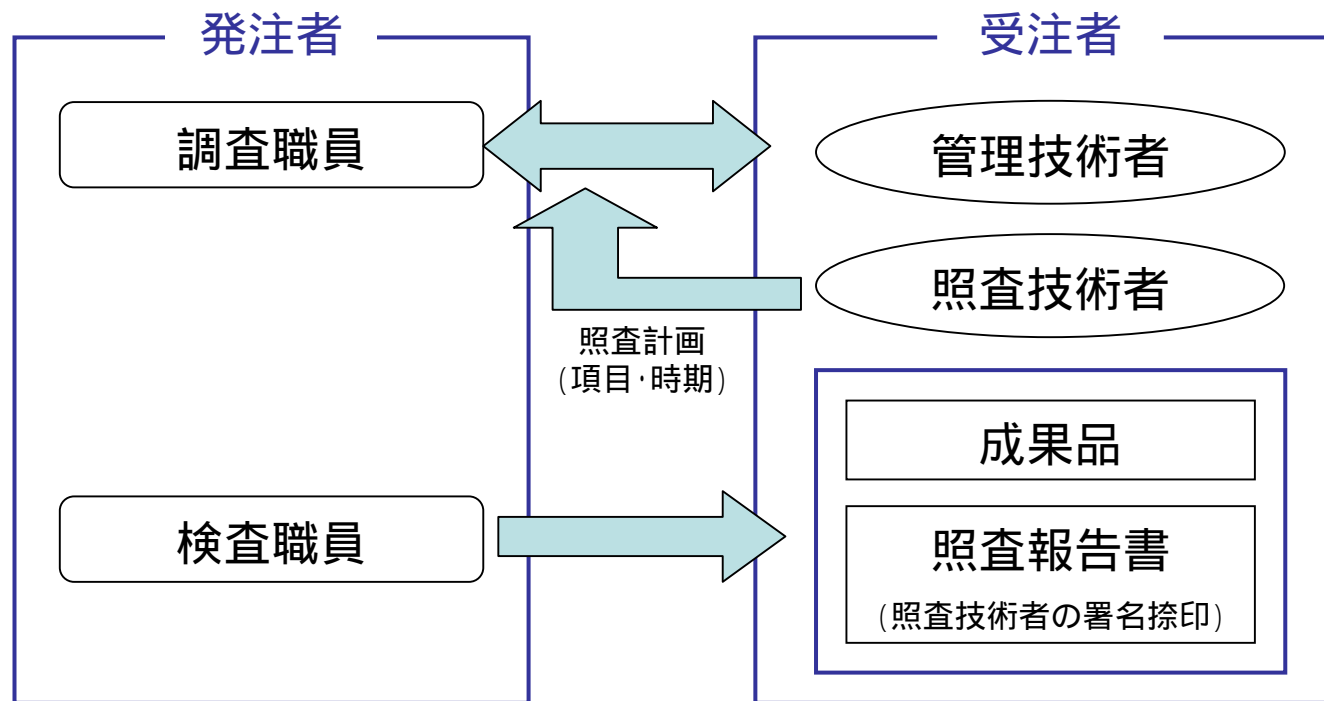 発注者
受注者
調査職員
管理技術者
照査技術者
照査計画
(項目・時期)
成果品
検査職員
照査報告書
(照査技術者の署名捺印)